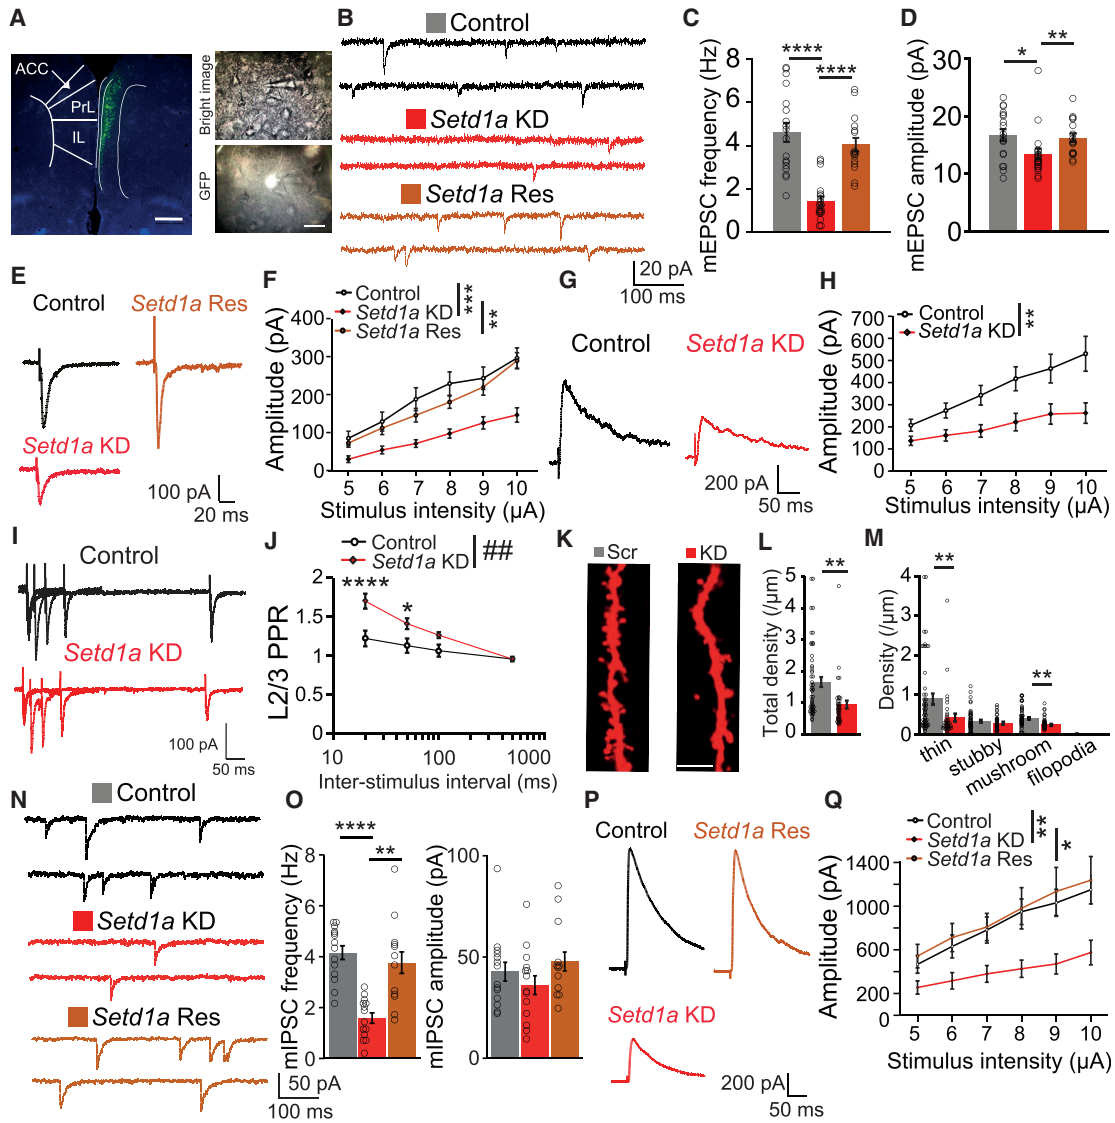 A
ACC
PrL
IL
Bright image
GFP
B
Control
Setd1a KD
Setd1a Res
20 pA
100 ms
C
mEPSC frequency (Hz)
8
6
4
2
0
****
****
D
mEPSC amplitude (pA)
30
20
10
0
*
**
E
Control
Setd1a Res
Setd1a KD
100 pA
20 ms
F
Control
Setd1a KD
Setd1a Res
***
**
Amplitude (pA)
400
300
200
100
0
5 6 7 8 9 10
Stimulus intensity (µA)
G
Control
Setd1a KD
200 pA
50 ms
H
Control
Setd1a KD
**
Amplitude (pA)
700
600
500
400
300
200
100
0
5 6 7 8 9 10
Stimulus intensity (µA)
I
Control
Setd1a KD
100 pA
50 ms
J
Control
Setd1a KD
##
****
*
L2/3 PPR
2
1.5
1
0.5
0
10 100 1000
Inter-stimulus interval (ms)
K
Scr
KD
L
**
Total density (/µm)
5
4
3
2
1
0
M
**
**
Density (/µm)
4
3
2
1
0
thin
stubby
mushroom
filopodia
N
Control
Setd1a KD
Setd1a Res
50 pA
100 ms
O
****
**
mIPSC frequency (Hz)
8
6
4
2
0
mIPSC amplitude (pA)
100
50
0
P
Control
Setd1a Res
Setd1a KD
200 pA
50 ms
Q
Control
Setd1a KD
Setd1a Res
**
*
Amplitude (pA)
1400
1000
600
200
0
5 6 7 8 9 10
Stimulus intensity (µA)